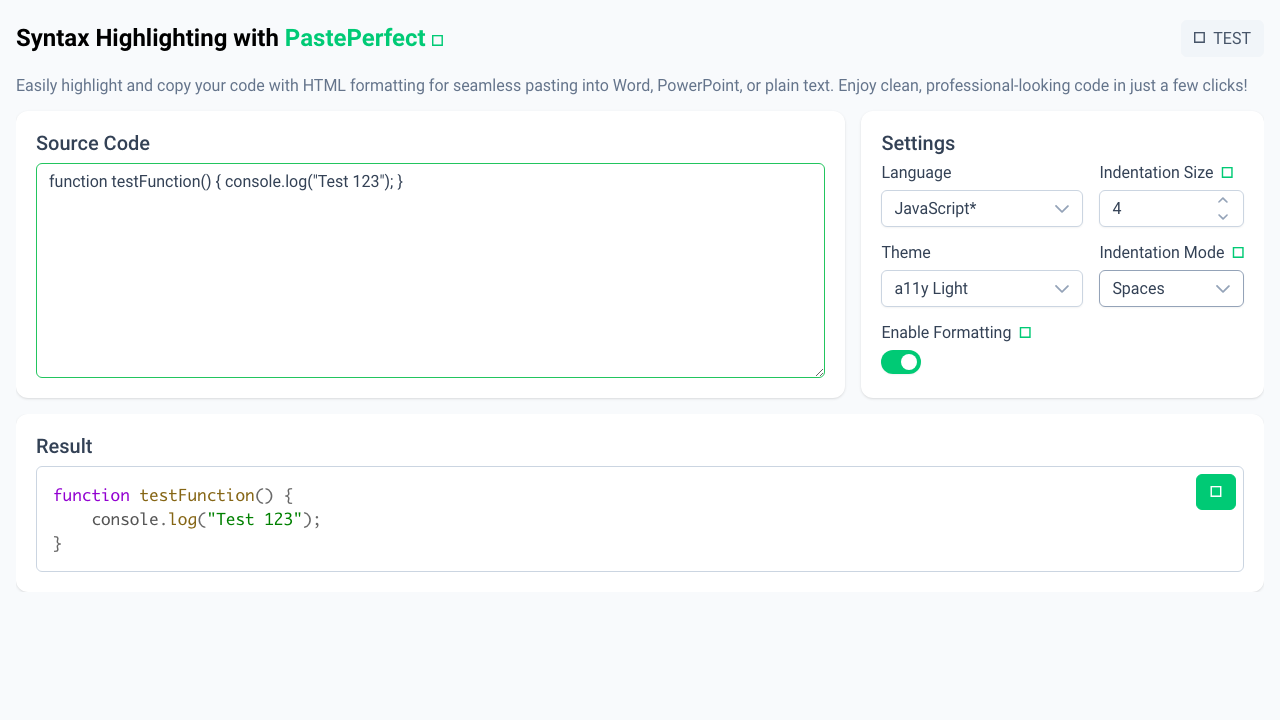 Syntax Highlighting with PastePerfect
TEST
Easily highlight and copy your code with HTML formatting for seamless pasting into Word, PowerPoint, or plain text. Enjoy clean, professional-looking code in just a few clicks!
Source Code
function testFunction() { console.log("Test 123"); }
Settings
Language
Indentation Size
JavaScript*
4
Theme
Indentation Mode
a11y Light
Spaces
Enable Formatting
Result
function testFunction() {
    console.log("Test 123");
}